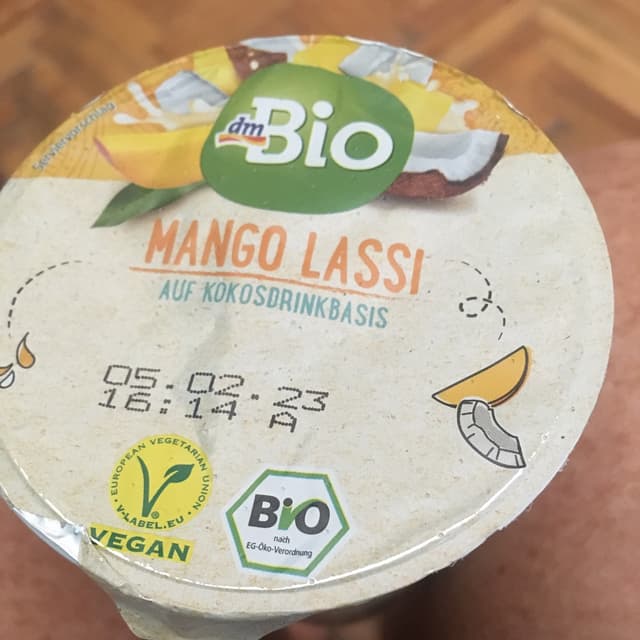 Serviervorschlag
dm Bio
MANGO LASSI
AUF KOKOSDRINKBASIS
05.02.23
16:14 A
EUROPEAN VEGETARIAN UNION
V-LABEL.EU
VEGAN
BiO
nach
EG-Öko-Verordnung